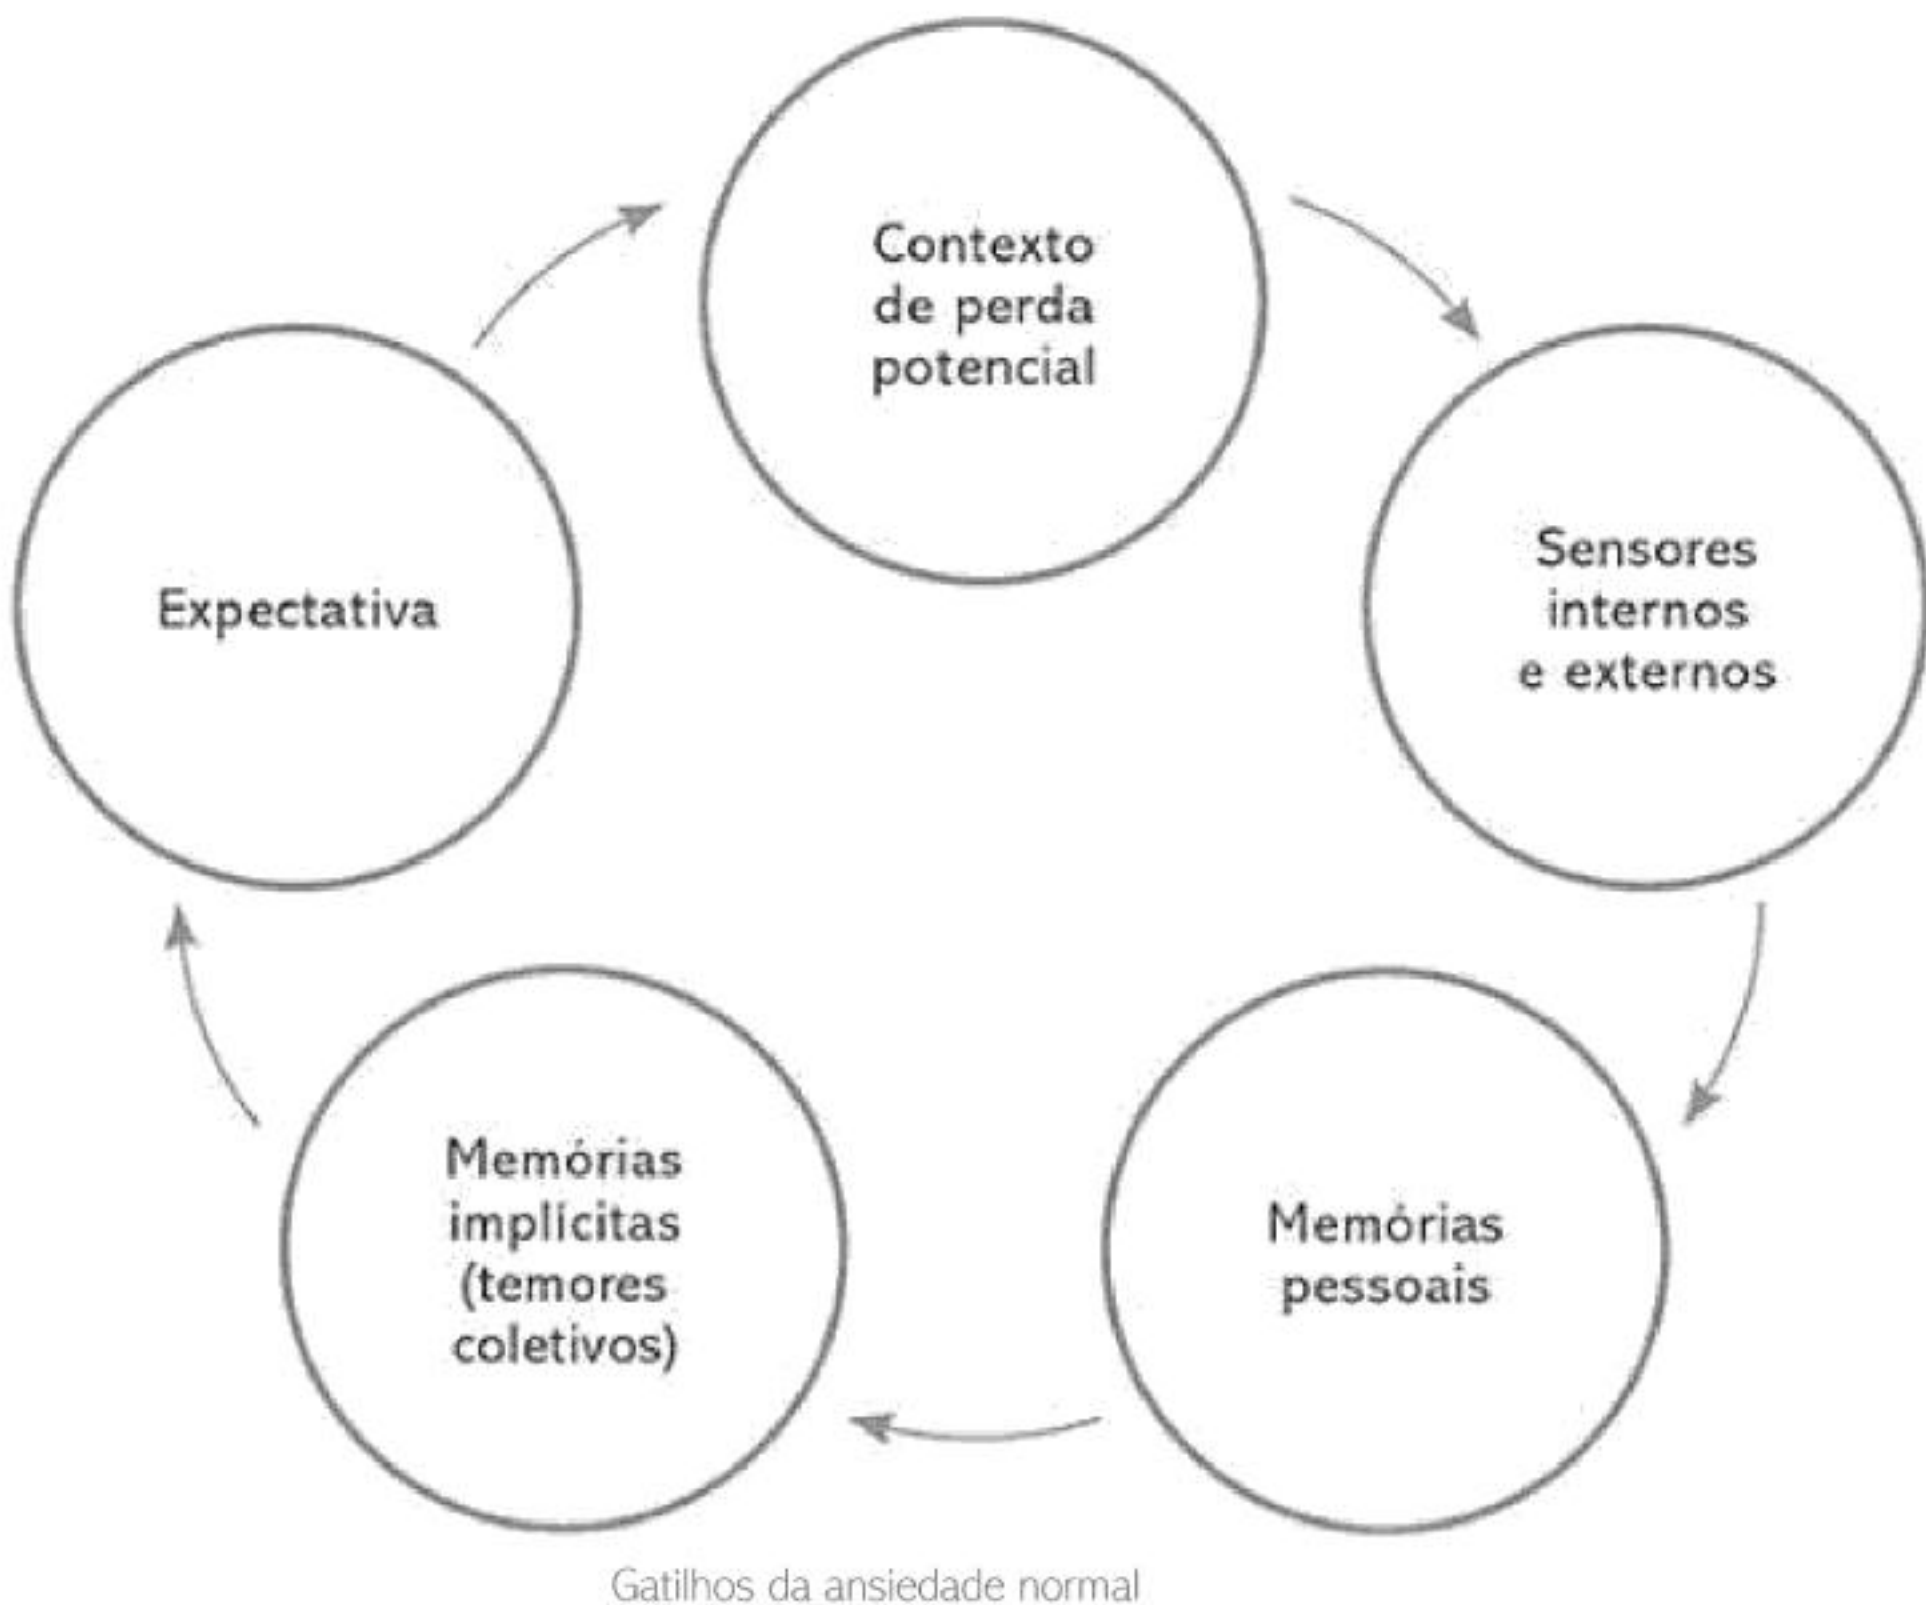 Contexto
de perda
potencial
Sensores
internos
e externos
Memórias
pessoais
Memórias
implícitas
(temores
coletivos)
Expectativa
Gatilhos da ansiedade normal